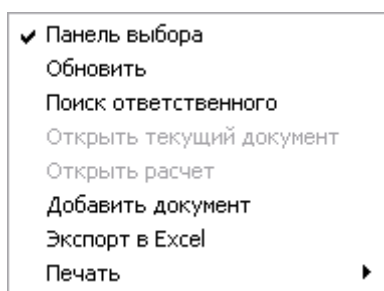 Панель выбора
Обновить
Поиск ответственного
Открыть текущий документ
Открыть расчет
Добавить документ
Экспорт в Excel
Печать